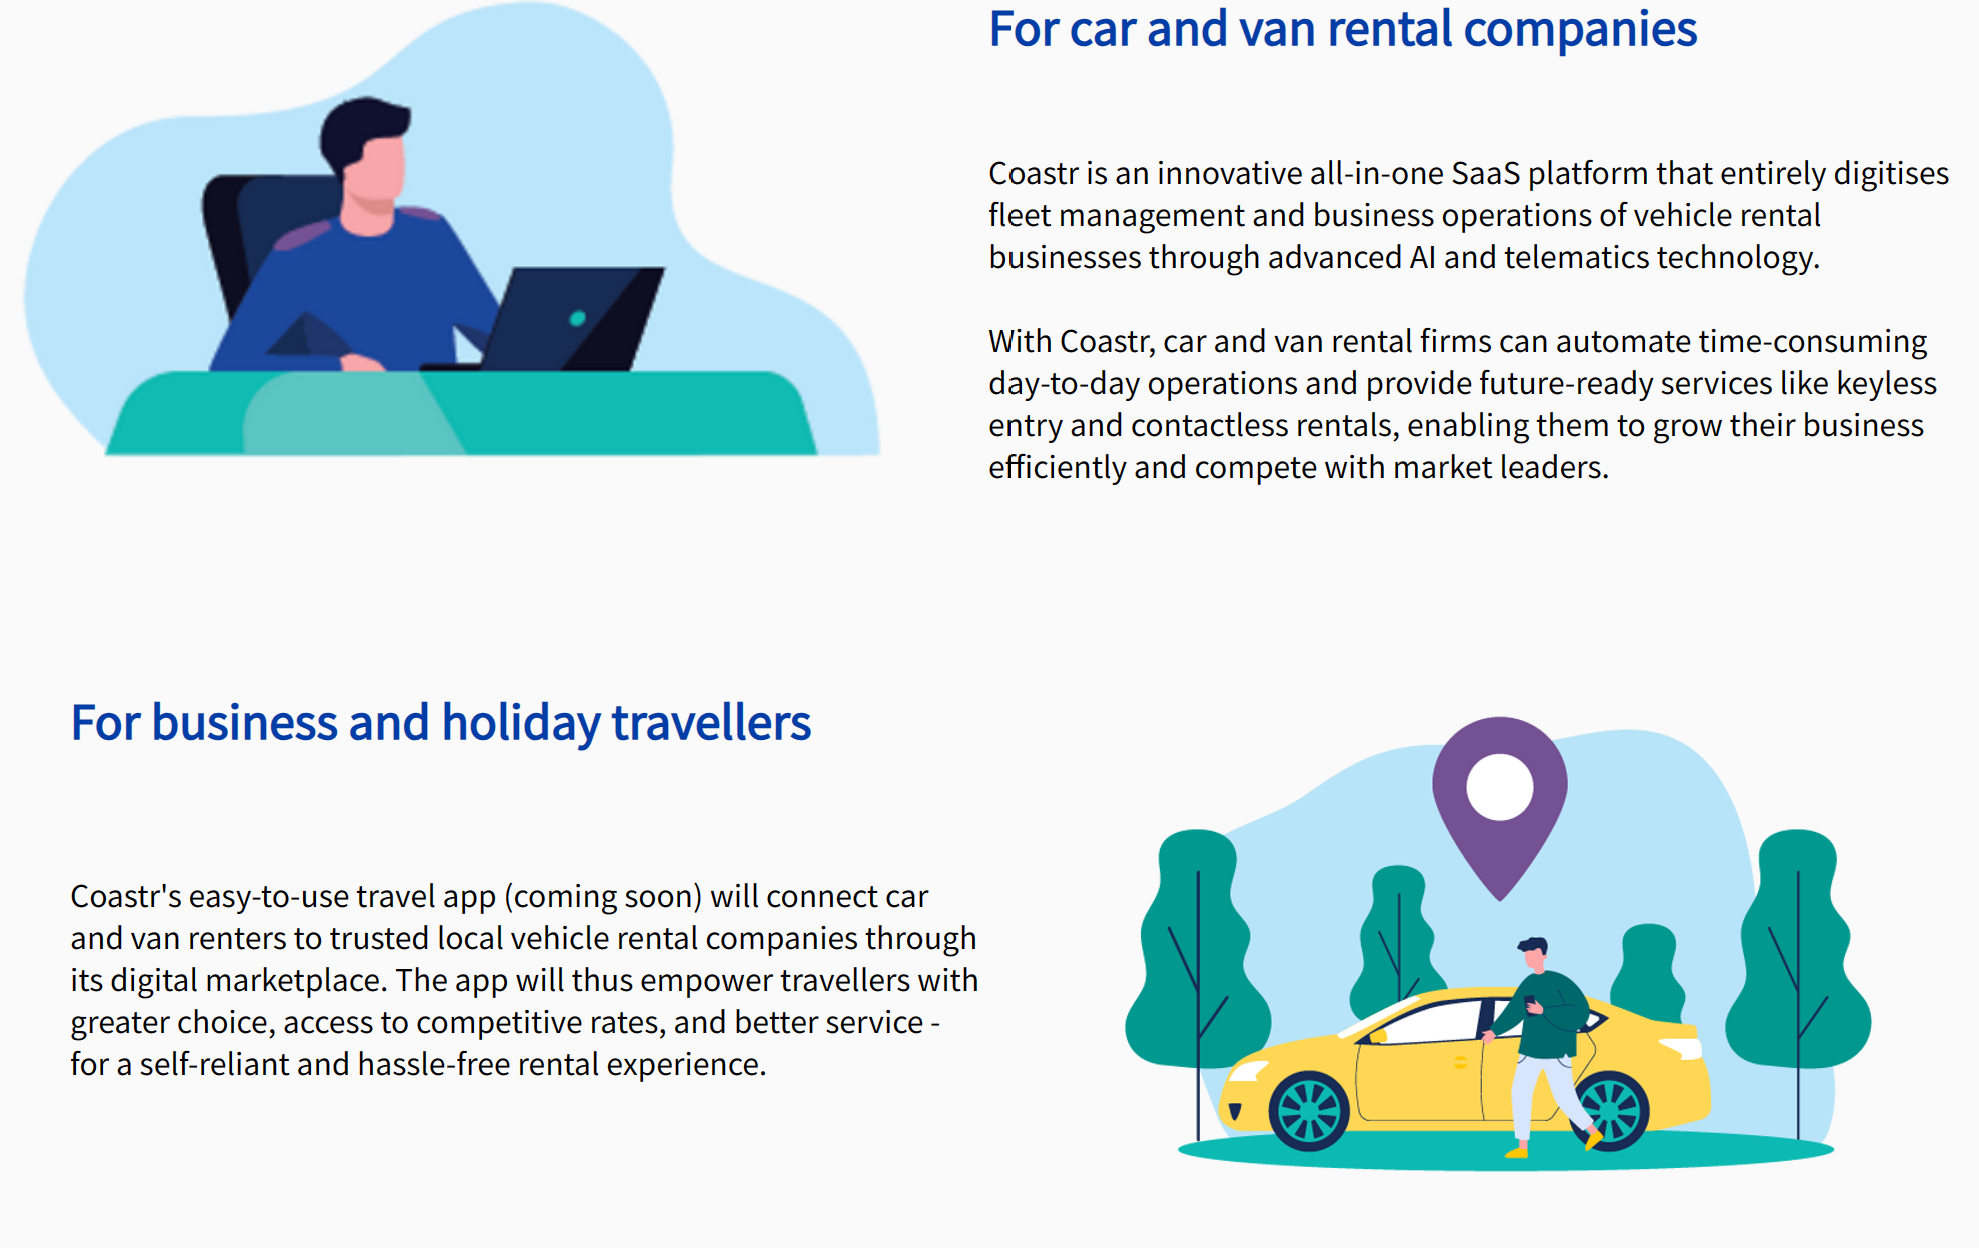 For car and van rental companies
Coastr is an innovative all-in-one SaaS platform that entirely digitises
fleet management and business operations of vehicle rental
businesses through advanced AI and telematics technology.
With Coastr, car and van rental firms can automate time-consuming
day-to-day operations and provide future-ready services like keyless
entry and contactless rentals, enabling them to grow their business
efficiently and compete with market leaders.
For business and holiday travellers
Coastr's easy-to-use travel app (coming soon) will connect car
and van renters to trusted local vehicle rental companies through
its digital marketplace. The app will thus empower travellers with
greater choice, access to competitive rates, and better service -
for a self-reliant and hassle-free rental experience.